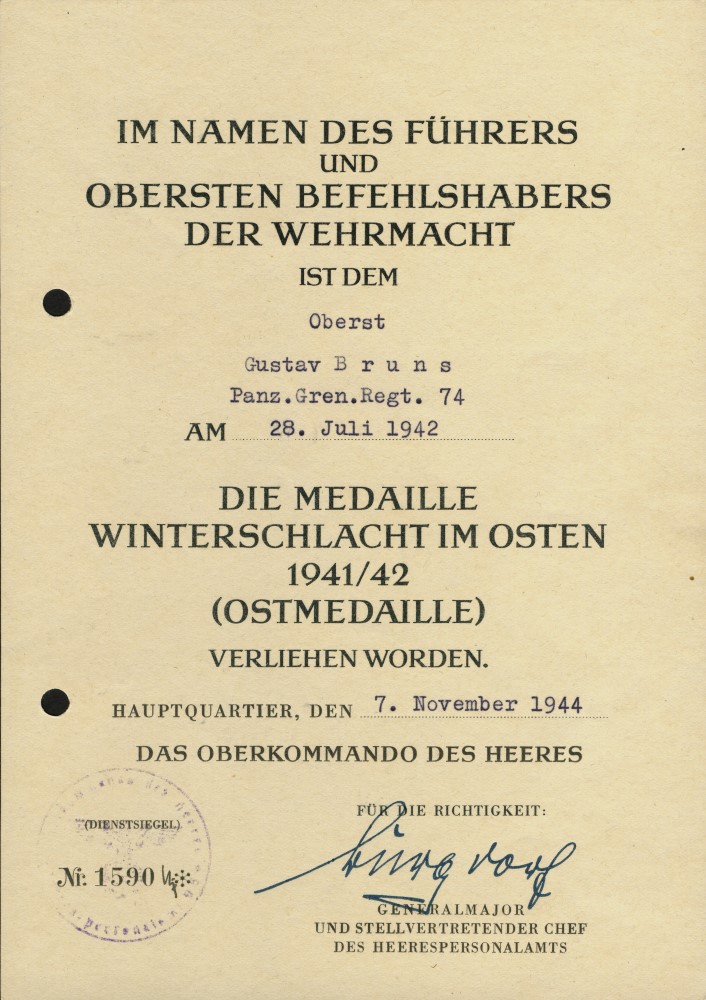 IM NAMEN DES FÜHRERS
UND
OBERSTEN BEFEHLSHABERS
DER WEHRMACHT
IST DEM
Oberst
Gustav B r u n s
Panz.Gren.Regt. 74
AM 28. Juli 1942
DIE MEDAILLE
WINTERSCHLACHT IM OSTEN
1941/42
(OSTMEDAILLE)
VERLIEHEN WORDEN.
HAUPTQUARTIER, DEN 7. November 1944
DAS OBERKOMMANDO DES HEERES
FÜR DIE RICHTIGKEIT:
(DIENSTSIEGEL)
Burgdorf
Nr. 1590
GENERALMAJOR
UND STELLVERTRETENDER CHEF
DES HEERESPERSONALAMTS